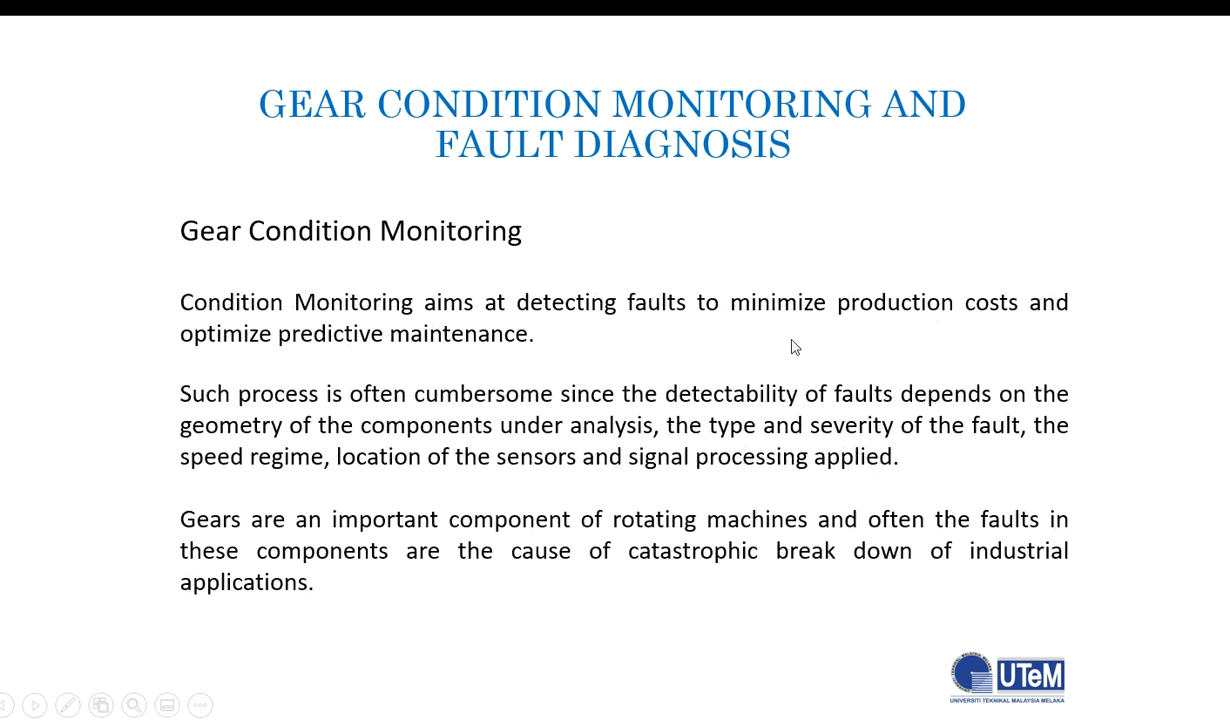 GEAR CONDITION MONITORING AND
FAULT DIAGNOSIS
Gear Condition Monitoring
Condition Monitoring aims at detecting faults to minimize production costs and
optimize predictive maintenance.
Such process is often cumbersome since the detectability of faults depends on the
geometry of the components under analysis, the type and severity of the fault, the
speed regime, location of the sensors and signal processing applied.
Gears are an important component of rotating machines and often the faults in
these components are the cause of catastrophic break down of industrial
applications.
UTeM
UNIVERSITI TEKNIKAL MALAYSIA MELAKA